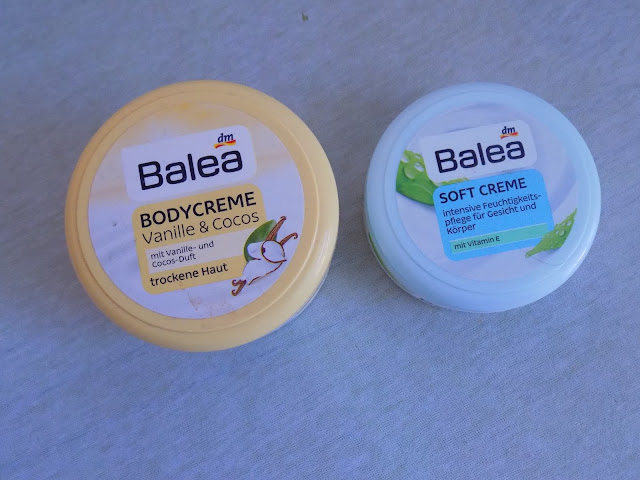 dm
Balea
BODYCREME
Vanille & Cocos
mit Vanille- und
Cocos-Duft
trockene Haut
dm
Balea
SOFT CREME
intensive Feuchtigkeits-
pflege für Gesicht und
Körper
mit Vitamin E